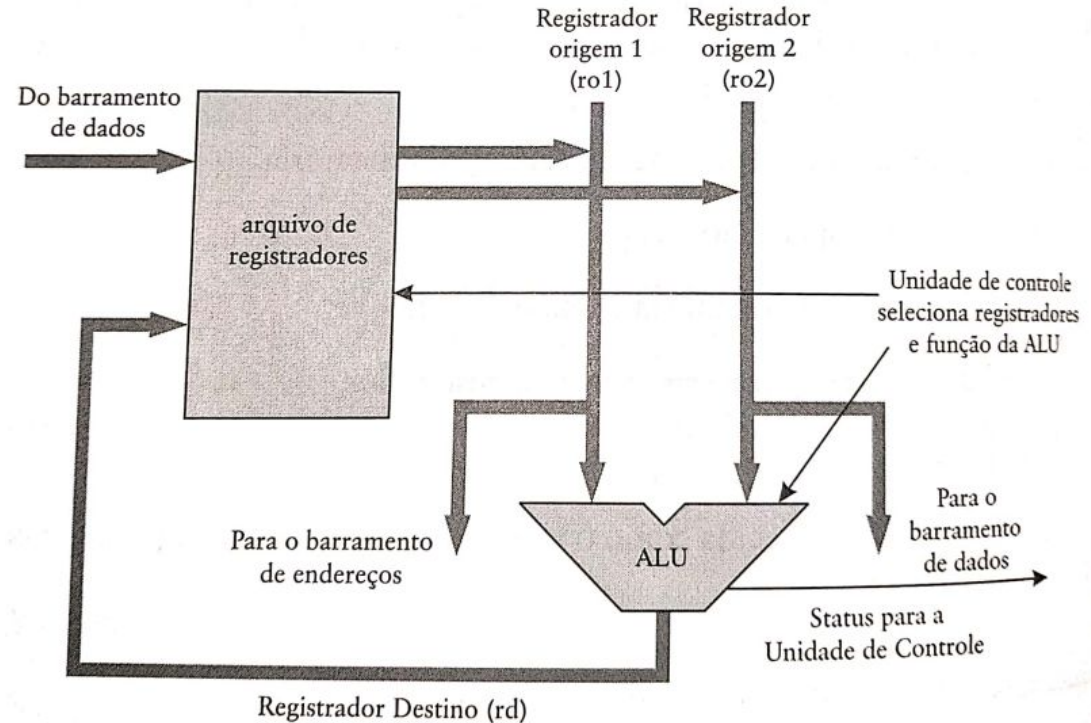 Registrador
origem 1
(ro1)
Registrador
origem 2
(ro2)
Do barramento
de dados
arquivo de
registradores
Unidade de controle
seleciona registradores
e função da ALU
Para o barramento
de endereços
ALU
Para o
barramento
de dados
Status para a
Unidade de Controle
Registrador Destino (rd)